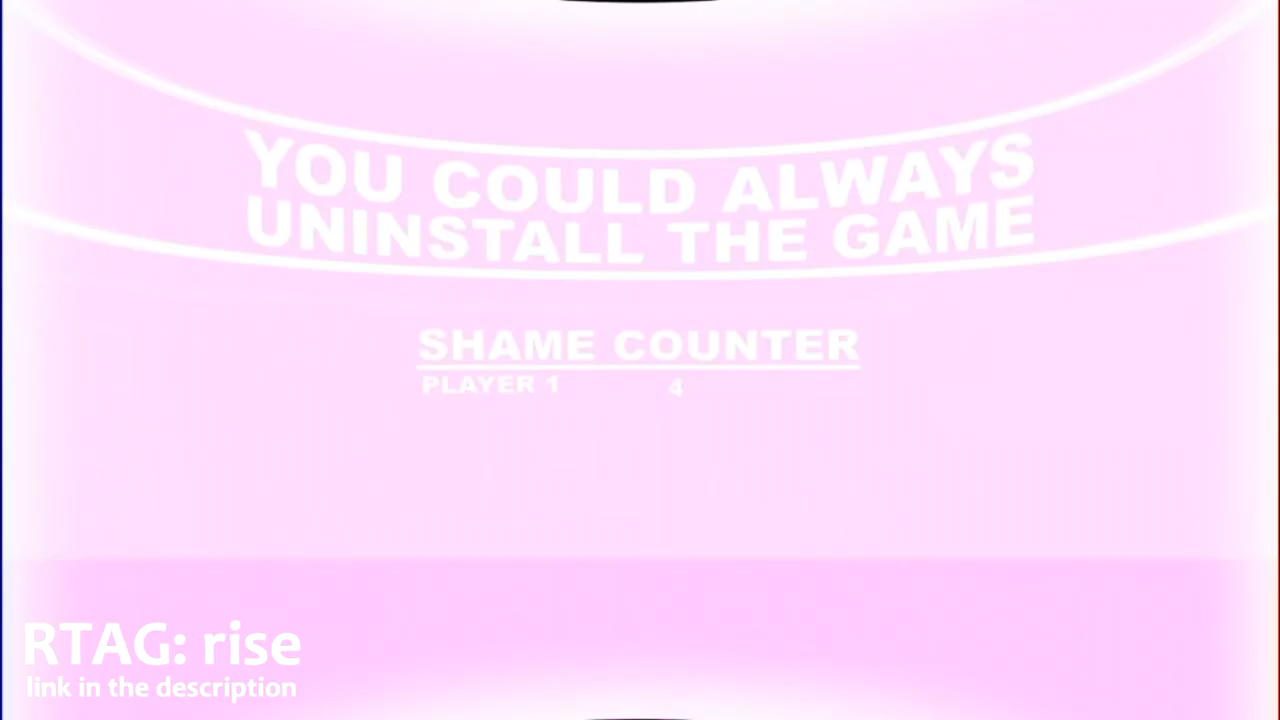 YOU COULD ALWAYS
UNINSTALL THE GAME
SHAME COUNTER
PLAYER 1 4
RTAG: rise
link in the description